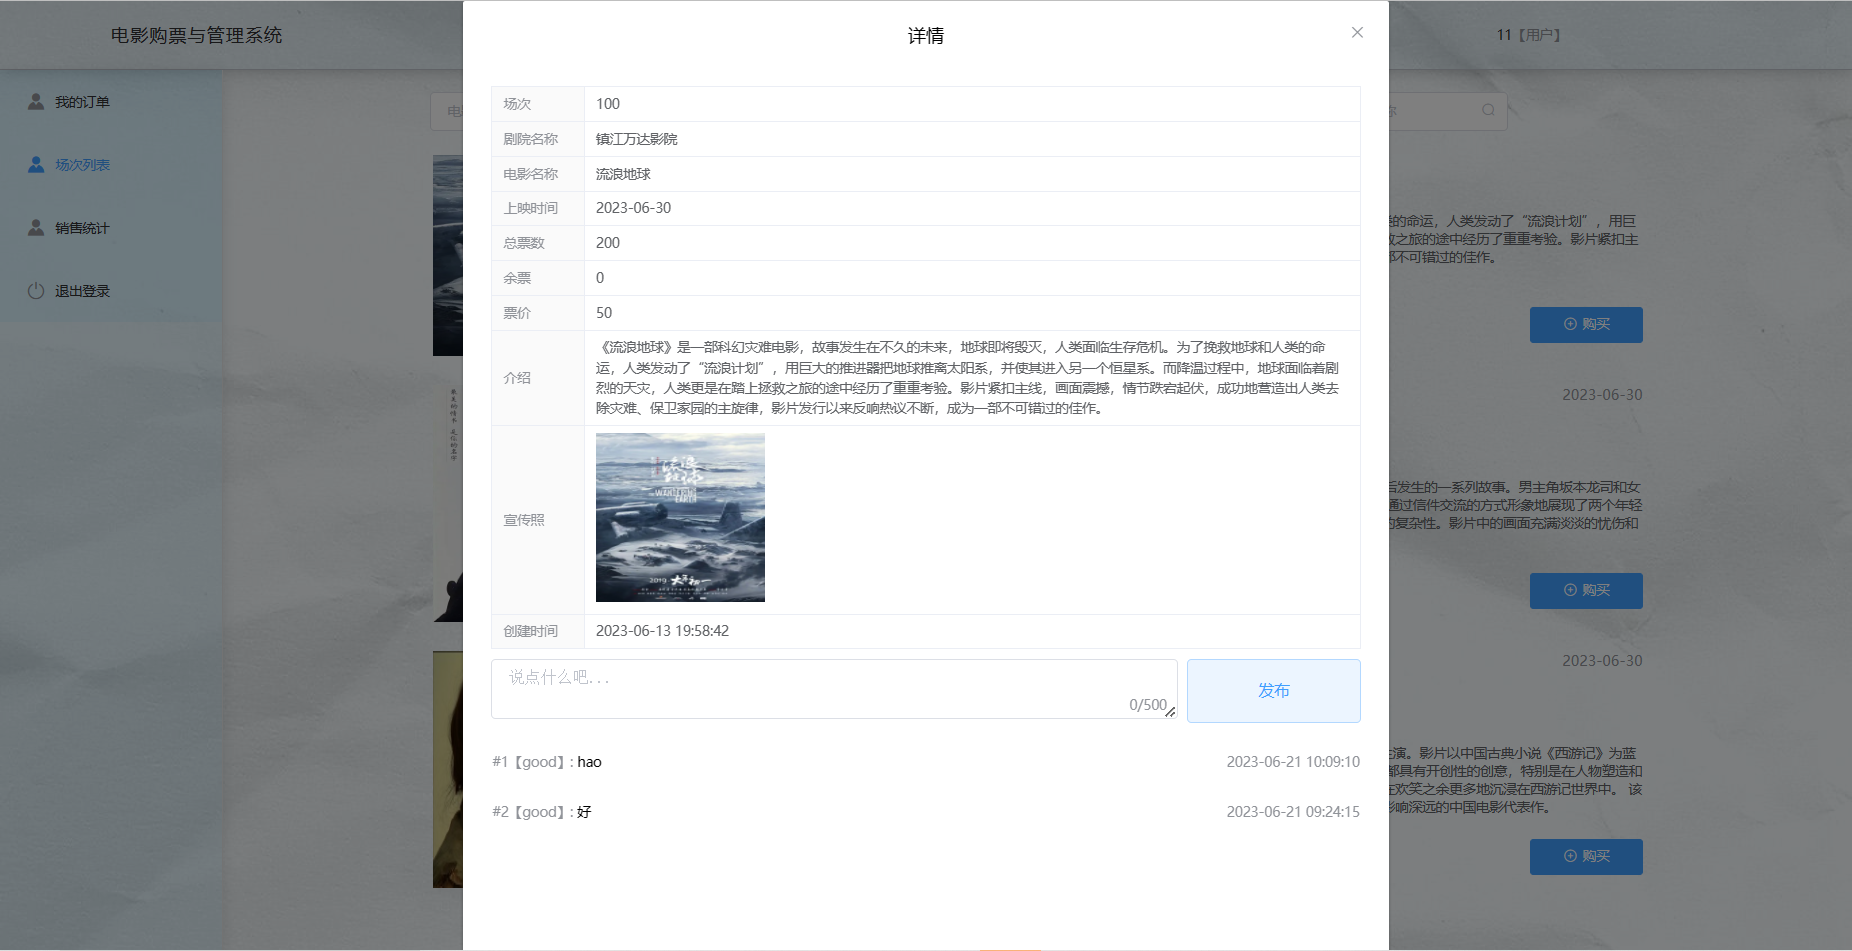 电影购票与管理系统
11【用户】
我的订单
场次列表
销售统计
退出登录
详情
场次 100
剧院名称 镇江万达影院
电影名称 流浪地球
上映时间 2023-06-30
总票数 200
余票 0
票价 50
介绍
《流浪地球》是一部科幻灾难电影，故事发生在不久的未来，地球即将毁灭，人类面临生存危机。为了挽救地球和人类的命
运，人类发动了“流浪计划”，用巨大的推进器把地球推离太阳系，并使其进入另一个恒星系。而降温过程中，地球面临着剧
烈的天灾，人类更是在踏上拯救之旅的途中经历了重重考验。影片紧扣主线，画面震撼，情节跌宕起伏，成功地营造出人类去
除灾难、保卫家园的主旋律，影片发行以来反响热议不断，成为一部不可错过的佳作。
宣传照
流浪地球
THE WANDERING EARTH
2019 大年初一
创建时间 2023-06-13 19:58:42
说点什么吧...
0/500
发布
#1【good】: hao 2023-06-21 10:09:10
#2【good】: 好 2023-06-21 09:24:15
电
的命运，人类发动了“流浪计划”，用巨
之旅的途中经历了重重考验。影片紧扣主
不可错过的佳作。
购买
2023-06-30
后发生的一系列故事。男主角坂本龙司和女
通过信件交流的方式形象地展现了两个年轻
的复杂性。影片中的画面充满淡淡的忧伤和
购买
2023-06-30
主演。影片以中国古典小说《西游记》为蓝
都具有开创性的创意，特别是在人物塑造和
在欢笑之余更多地沉浸在西游记世界中。 该
影响深远的中国电影代表作。
购买